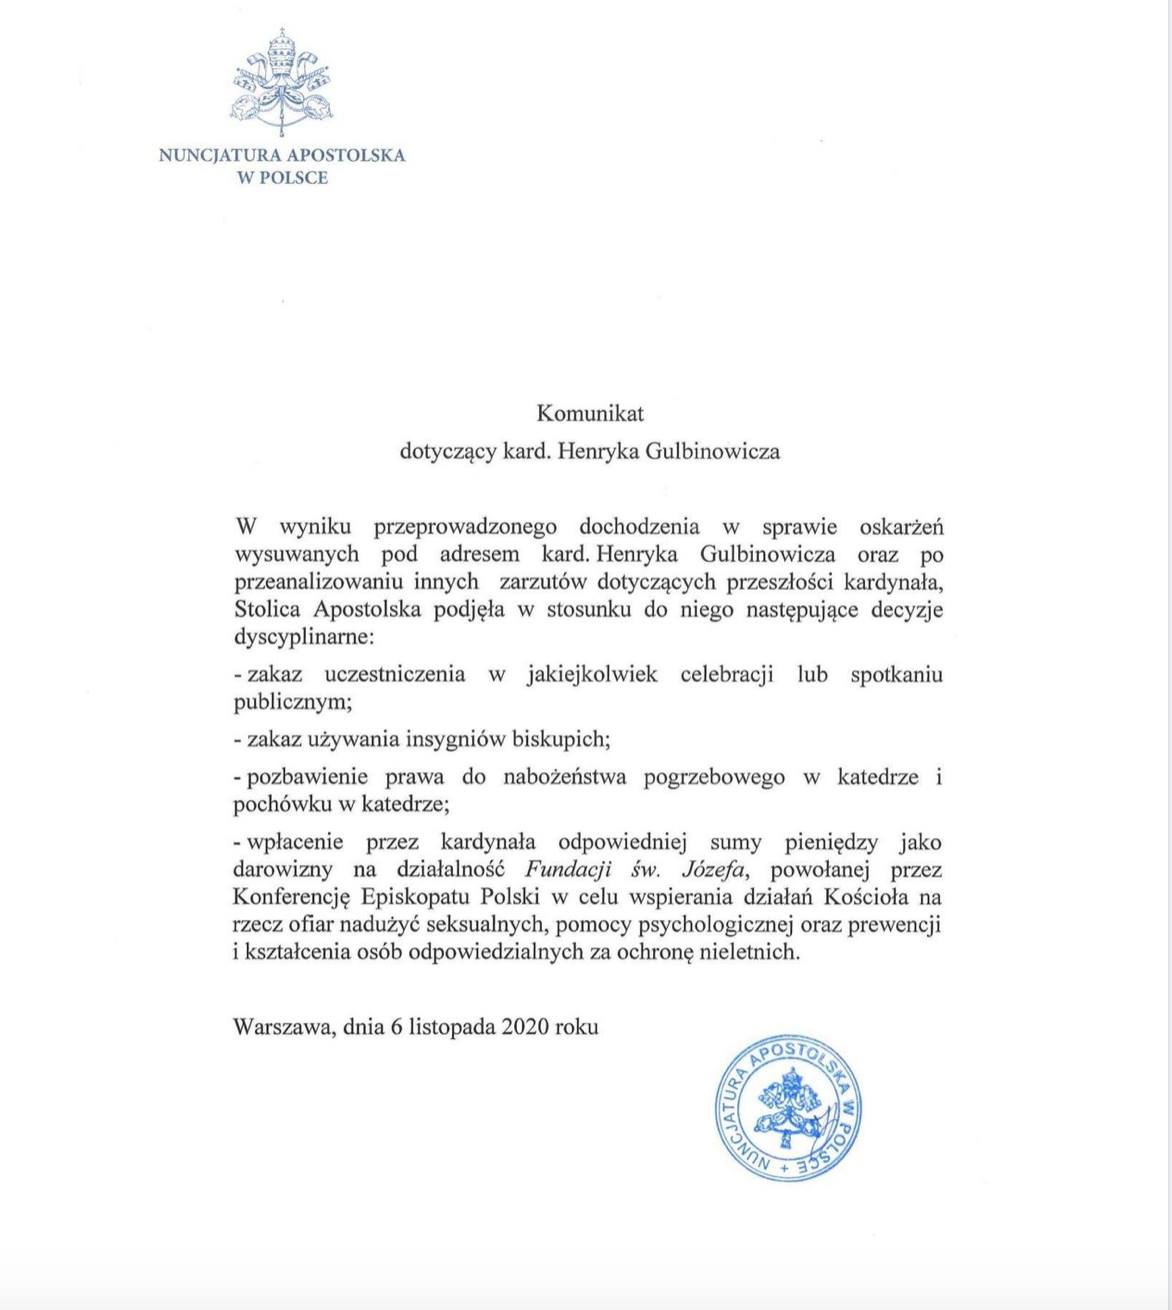 NUNCJATURA APOSTOLSKA
W POLSCE
Komunikat
dotyczący kard. Henryka Gulbinowicza
W wyniku przeprowadzonego dochodzenia w sprawie oskarżeń
wysuwanych pod adresem kard. Henryka Gulbinowicza oraz po
przeanalizowaniu innych zarzutów dotyczących przeszłości kardynała,
Stolica Apostolska podjęła w stosunku do niego następujące decyzje
dyscyplinarne:
- zakaz uczestniczenia w jakiejkolwiek celebracji lub spotkaniu
publicznym;
- zakaz używania insygniów biskupich;
- pozbawienie prawa do nabożeństwa pogrzebowego w katedrze i
pochówku w katedrze;
- wpłacenie przez kardynała odpowiedniej sumy pieniędzy jako
darowizny na działalność Fundacji św. Józefa, powołanej przez
Konferencję Episkopatu Polski w celu wspierania działań Kościoła na
rzecz ofiar nadużyć seksualnych, pomocy psychologicznej oraz prewencji
i kształcenia osób odpowiedzialnych za ochronę nieletnich.
Warszawa, dnia 6 listopada 2020 roku
NUNCJATURA APOSTOLSKA W POLSCE +